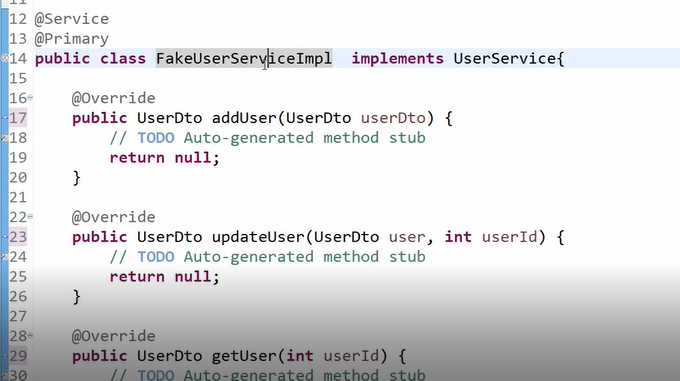 12 @Service
13 @Primary
14 public class FakeUserServiceImpl  implements UserService{
15
16     @Override
17     public UserDto addUser(UserDto userDto) {
18         // TODO Auto-generated method stub
19         return null;
20     }
21
22     @Override
23     public UserDto updateUser(UserDto user, int userId) {
24         // TODO Auto-generated method stub
25         return null;
26     }
27
28     @Override
29     public UserDto getUser(int userId) {
30         // TODO Auto-generated method stub